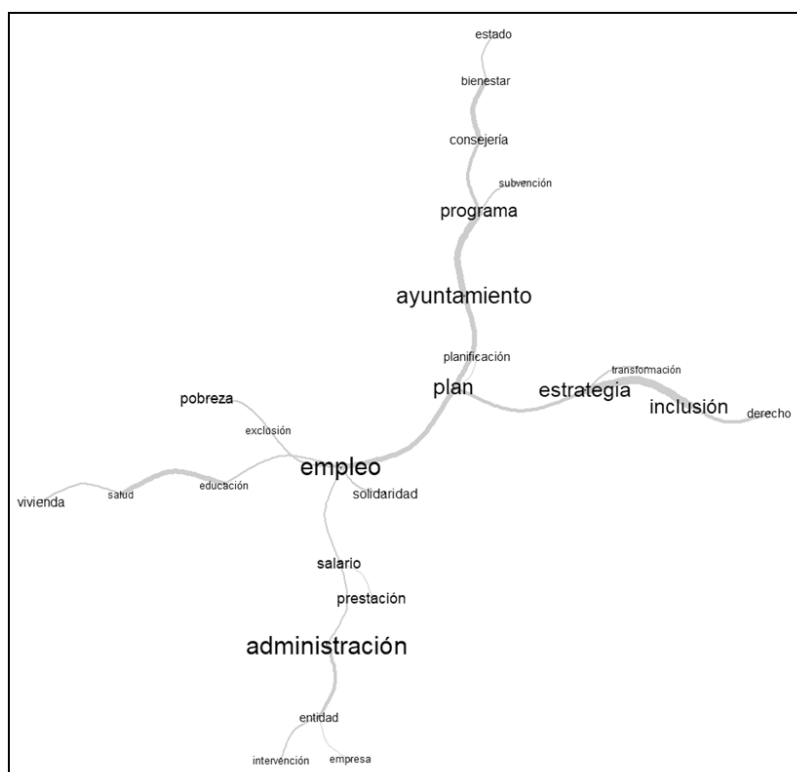 estado
bienestar
consejería
subvención
programa
ayuntamiento
planificación
plan
transformación
estrategia
inclusión
derecho
pobreza
exclusión
empleo
educación
solidaridad
salud
vivienda
salario
prestación
administración
entidad
intervención
empresa